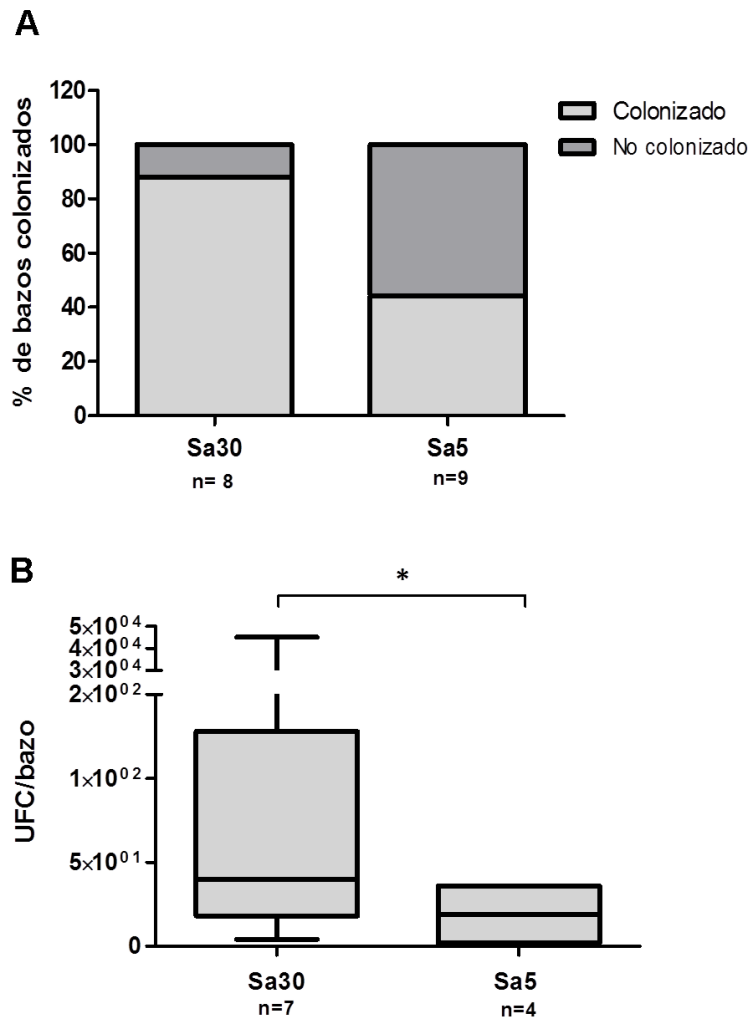 A
% de bazos colonizados
120
100
80
60
40
20
0
Colonizado
No colonizado
Sa30
Sa5
n= 8
n=9
B
*
UFC/bazo
5×10⁰⁴
4×10⁰⁴
3×10⁰⁴
2×10⁰²
1×10⁰²
5×10⁰¹
0
Sa30
Sa5
n=7
n=4